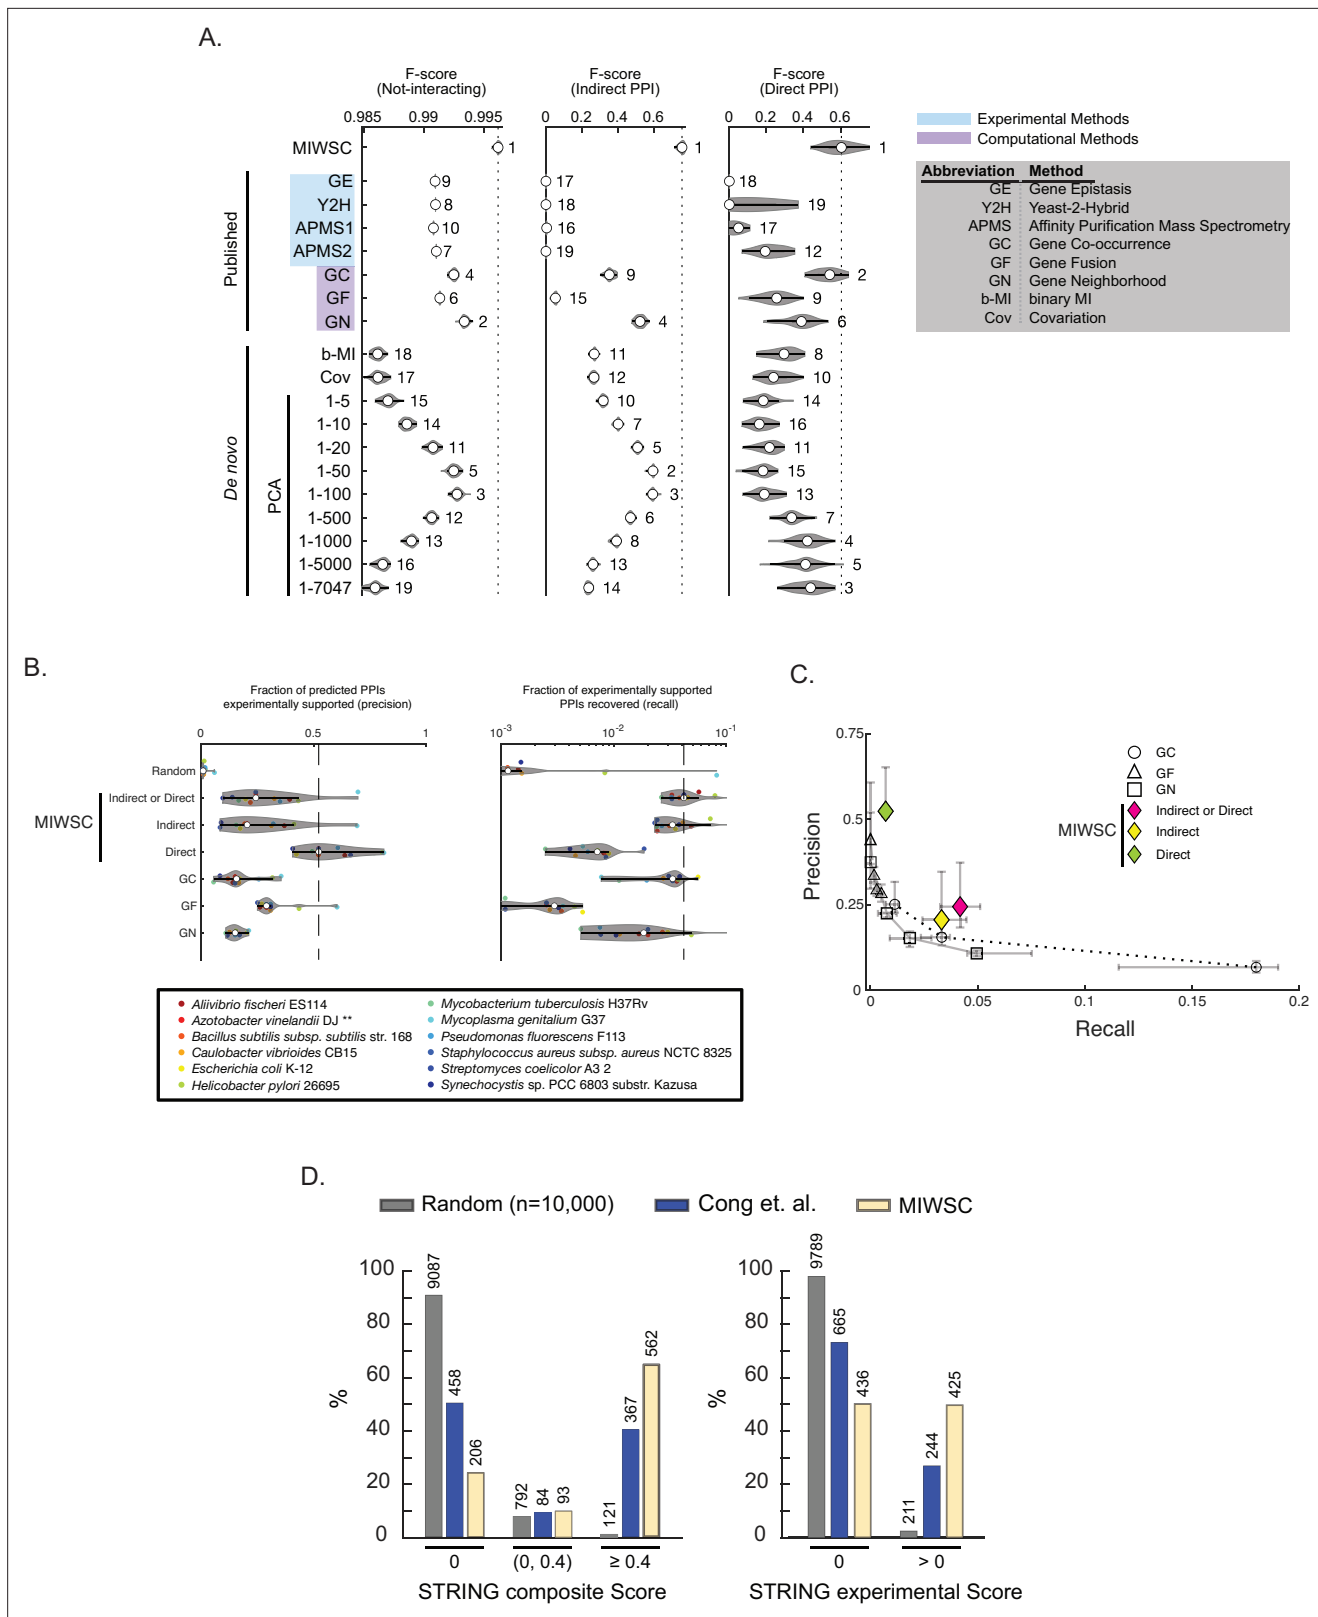 A.
F-score
(Not-interacting)
F-score
(Indirect PPI)
F-score
(Direct PPI)
0.985 0.99 0.995
0 0.2 0.4 0.6
0 0.2 0.4 0.6
Experimental Methods
Computational Methods
Abbreviation Method
GE Gene Epistasis
Y2H Yeast-2-Hybrid
APMS Affinity Purification Mass Spectrometry
GC Gene Co-occurrence
GF Gene Fusion
GN Gene Neighborhood
b-MI binary MI
Cov Covariation
MIWSC 1 1 1
Published
GE 9 17 18
Y2H 8 18 19
APMS1 10 16 17
APMS2 7 19 12
GC 4 9 2
GF 6 15 9
GN 2 4 6
De novo
b-MI 18 11 8
Cov 17 12 10
PCA
1-5 15 10 14
1-10 14 7 16
1-20 11 5 11
1-50 5 2 15
1-100 3 3 13
1-500 12 6 7
1-1000 13 8 4
1-5000 16 13 5
1-7047 19 14 3
B.
Fraction of predicted PPIs
experimentally supported (precision)
0 0.5 1
Fraction of experimentally supported
PPIs recovered (recall)
10-3 10-2 10-1
Random
MIWSC
Indirect or Direct
Indirect
Direct
GC
GF
GN
Aliivibrio fischeri ES114
Azotobacter vinelandii DJ **
Bacillus subtilis subsp. subtilis str. 168
Caulobacter vibrioides CB15
Escherichia coli K-12
Helicobacter pylori 26695
Mycobacterium tuberculosis H37Rv
Mycoplasma genitalium G37
Pseudomonas fluorescens F113
Staphylococcus aureus subsp. aureus NCTC 8325
Streptomyces coelicolor A3 2
Synechocystis sp. PCC 6803 substr. Kazusa
C.
Precision
0.75
0.5
0.25
0
0 0.05 0.1 0.15 0.2
Recall
GC
GF
GN
MIWSC
Indirect or Direct
Indirect
Direct
D.
Random (n=10,000)
Cong et. al.
MIWSC
%
100
80
60
40
20
0
9087 458 206
792 84 93
121 367 562
0 (0, 0.4) ≥ 0.4
STRING composite Score
%
100
80
60
40
20
0
9789 665 436
211 244 425
0 > 0
STRING experimental Score